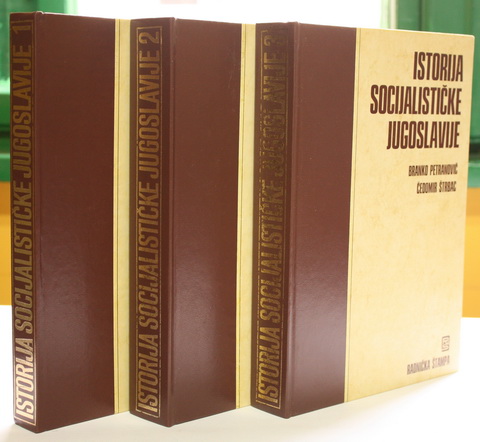 ISTORIJA SOCIJALISTIČKE JUGOSLAVIJE 1
ISTORIJA SOCIJALISTIČKE JUGOSLAVIJE 2
ISTORIJA SOCIJALISTIČKE JUGOSLAVIJE 3
ISTORIJA
SOCIJALISTIČKE
JUGOSLAVIJE
BRANKO PETRANOVIĆ
ČEDOMIR ŠTRBAC
RADNIČKA ŠTAMPA